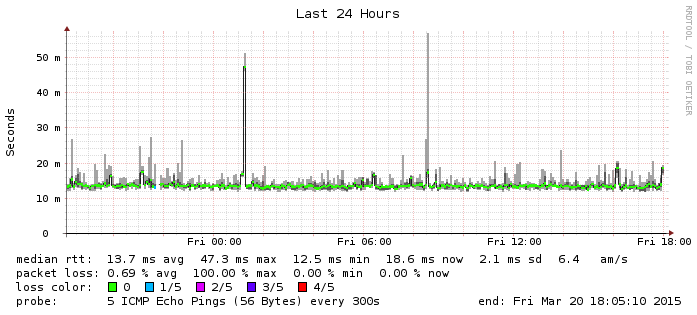 Last 24 Hours
RRDTOOL / TOBI OETIKER
Seconds
50 m
40 m
30 m
20 m
10 m
0
Fri 00:00 Fri 06:00 Fri 12:00 Fri 18:00
median rtt: 13.7 ms avg 47.3 ms max 12.5 ms min 18.6 ms now 2.1 ms sd 6.4 am/s
packet loss: 0.69 % avg 100.00 % max 0.00 % min 0.00 % now
loss color: 0 1/5 2/5 3/5 4/5
probe: 5 ICMP Echo Pings (56 Bytes) every 300s end: Fri Mar 20 18:05:10 2015